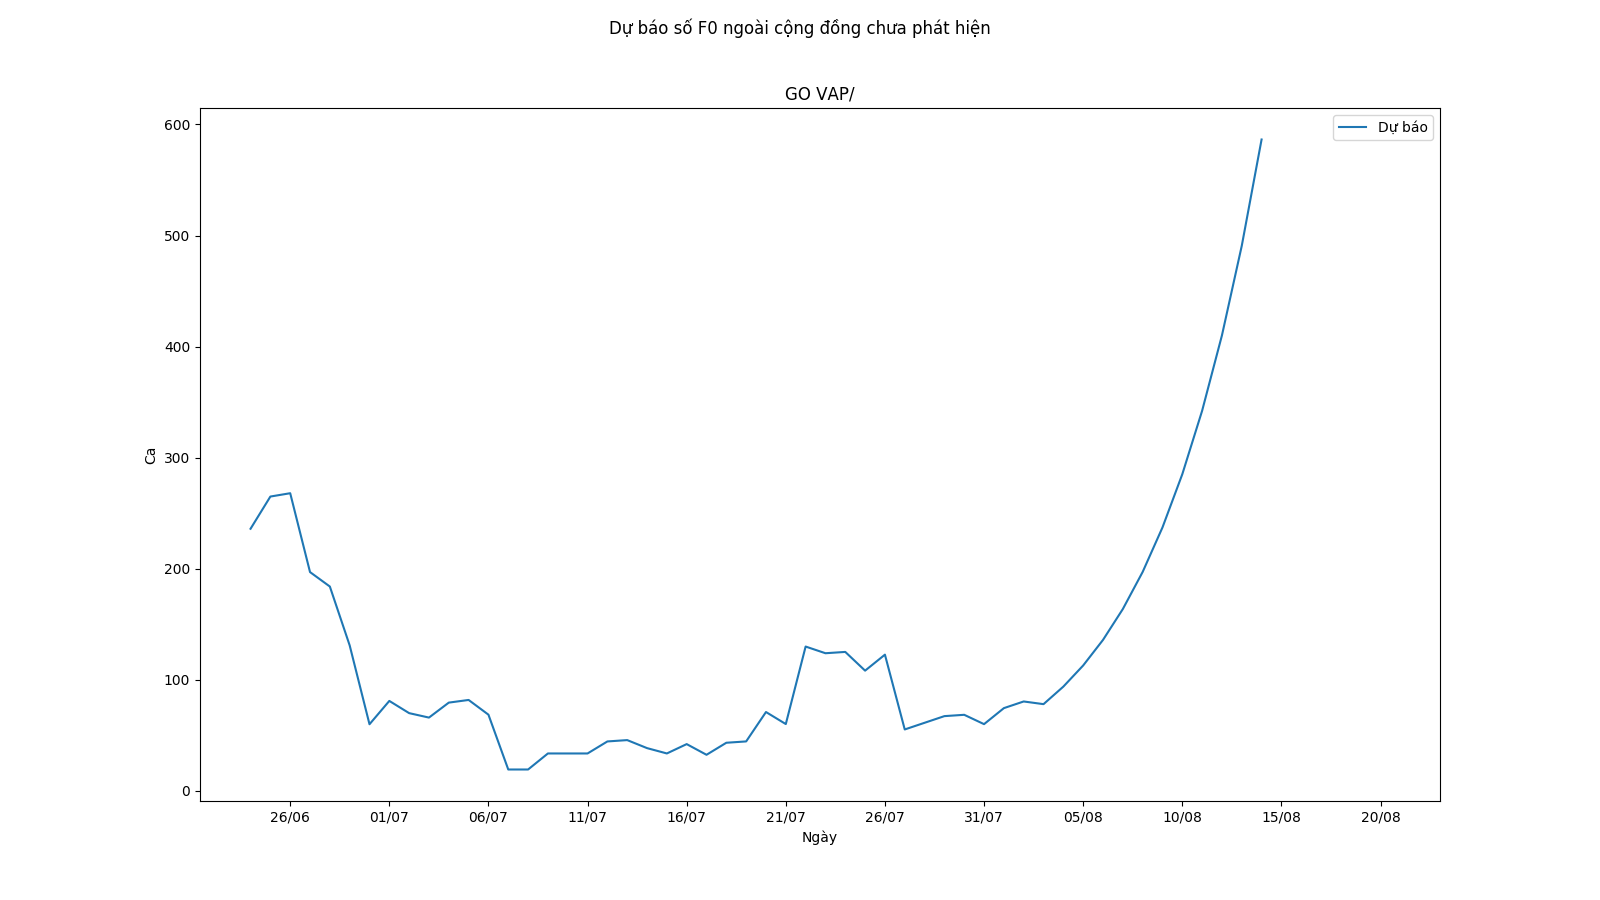 Dự báo số F0 ngoài cộng đồng chưa phát hiện
GO VAP/
Dự báo
600
500
400
300
200
100
0
Ca
26/06 01/07 06/07 11/07 16/07 21/07 26/07 31/07 05/08 10/08 15/08 20/08
Ngày